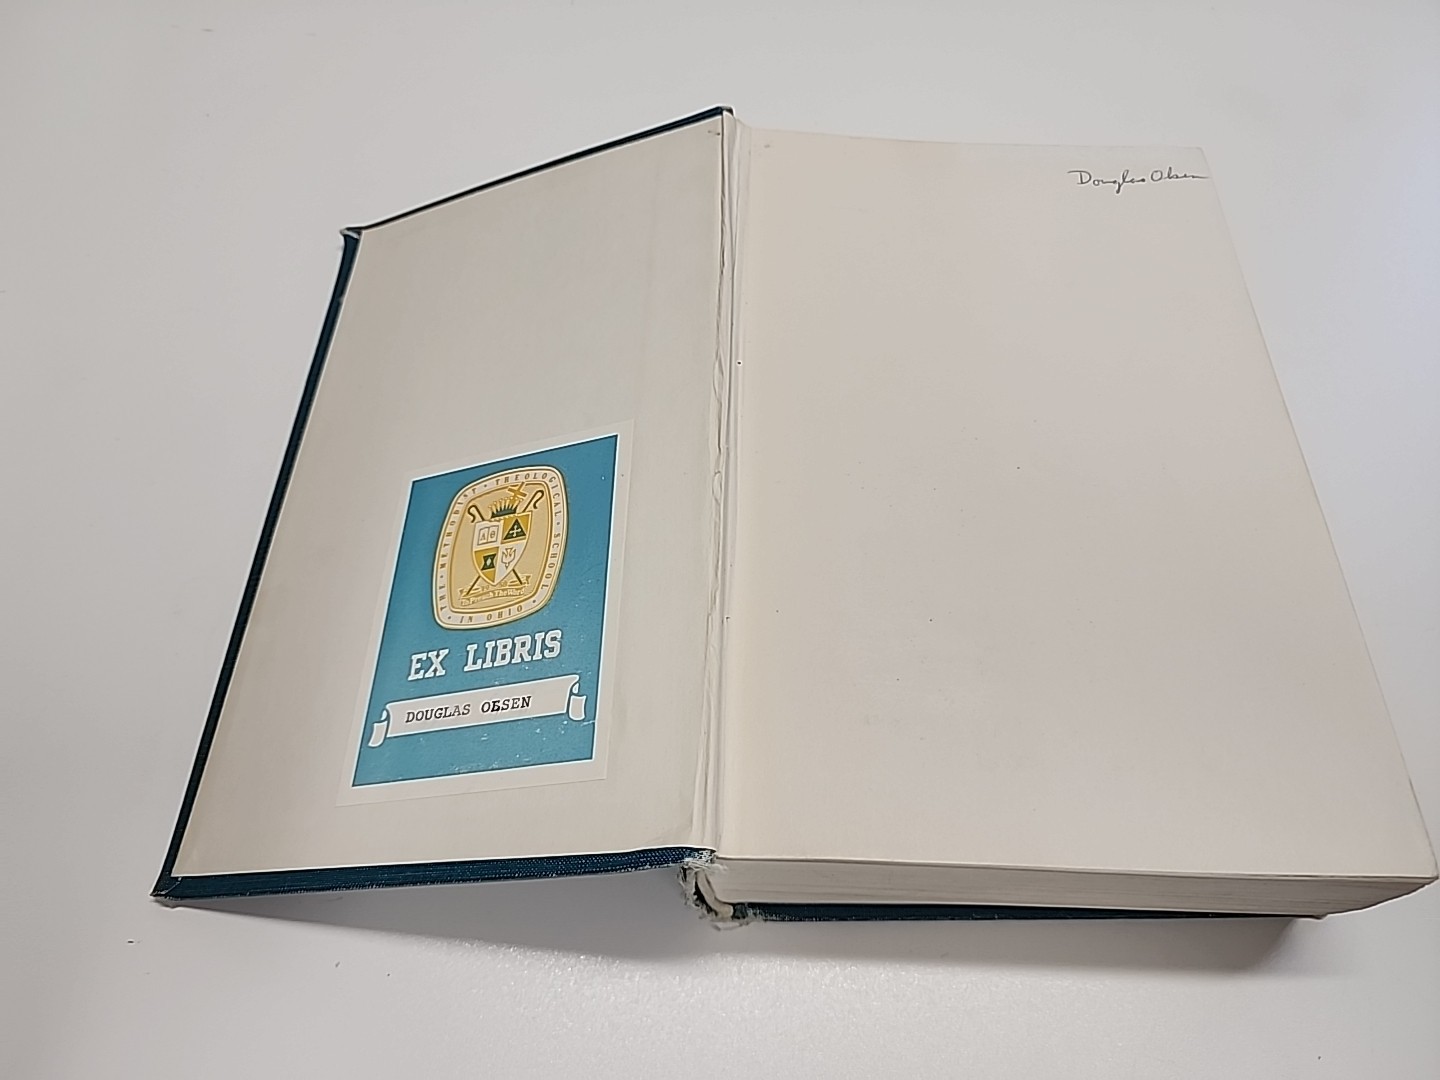 THE • METHODIST • THEOLOGICAL • SCHOOL
• IN OHIO •
EX LIBRIS
DOUGLAS OLSEN
Douglas Olsen